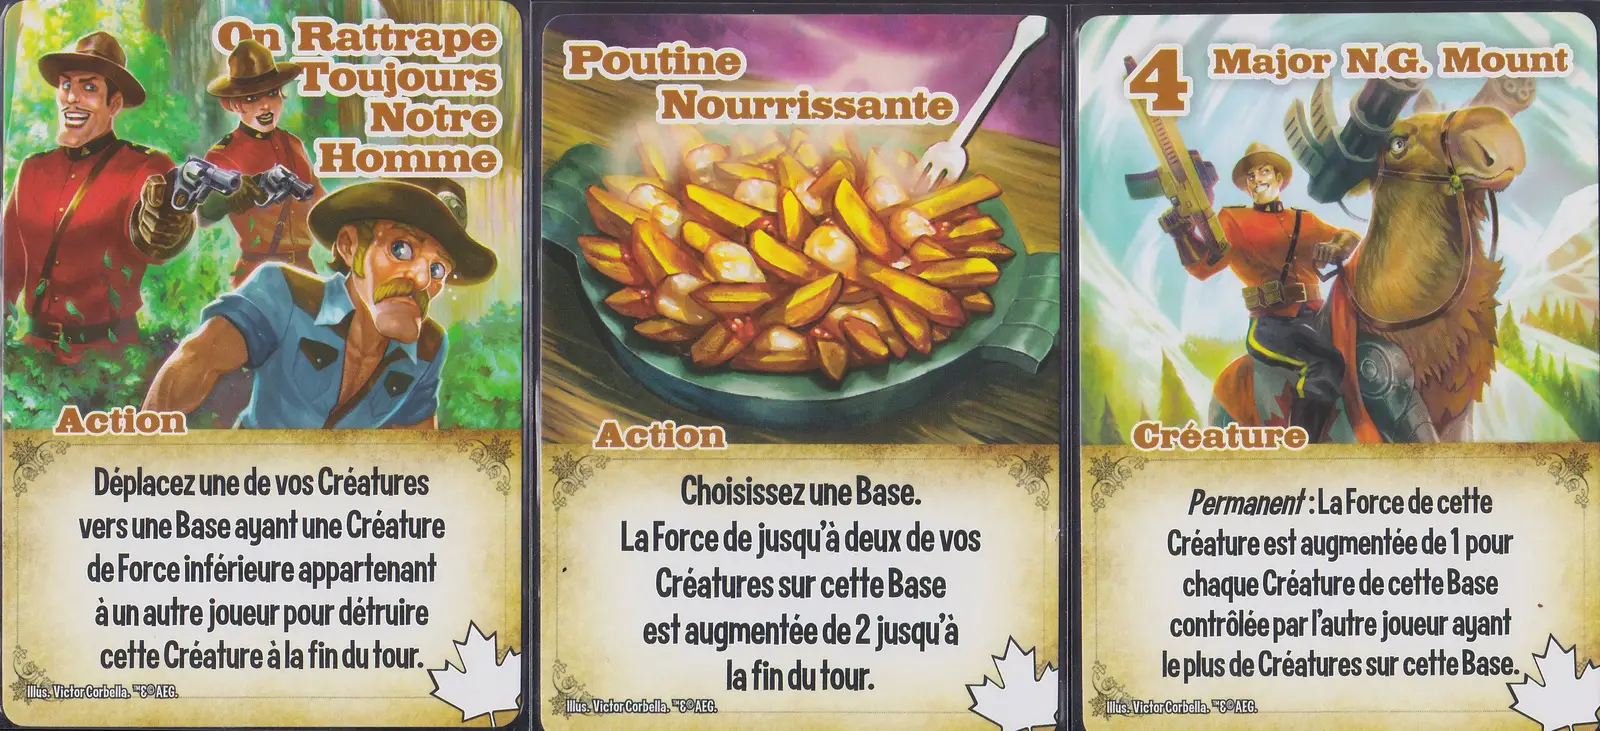 On Rattrape
Toujours
Notre
Homme
Action
Déplacez une de vos Créatures
vers une Base ayant une Créature
de Force inférieure appartenant
à un autre joueur pour détruire
cette Créature à la fin du tour.
Illus. Victor Corbella. ™&©AEG.
Poutine
Nourrissante
Action
Choisissez une Base.
La Force de jusqu'à deux de vos
Créatures sur cette Base
est augmentée de 2 jusqu'à
la fin du tour.
Illus. Victor Corbella. ™&©AEG.
4 Major N.G. Mount
Créature
Permanent : La Force de cette
Créature est augmentée de 1 pour
chaque Créature de cette Base
contrôlée par l'autre joueur ayant
le plus de Créatures sur cette Base.
Illus. Victor Corbella. ™&©AEG.